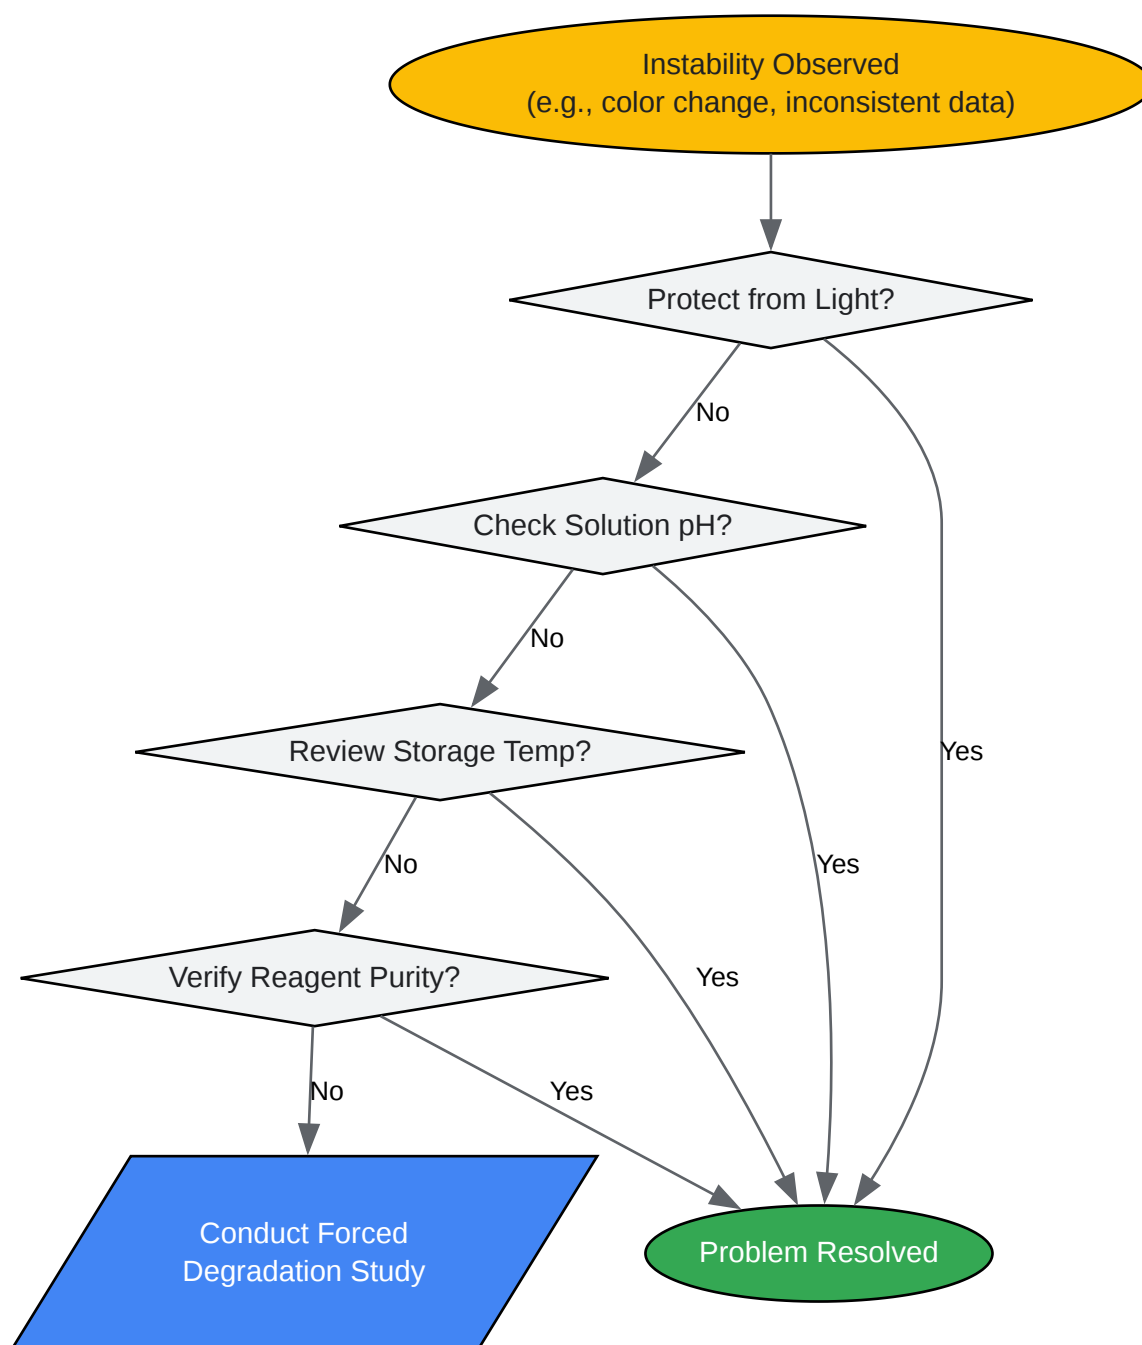 Instability Observed
(e.g., color change, inconsistent data)
Protect from Light?
No
Check Solution pH?
No
Review Storage Temp?
Yes
No
Yes
Verify Reagent Purity?
Yes
No
Yes
Conduct Forced
Degradation Study
Problem Resolved